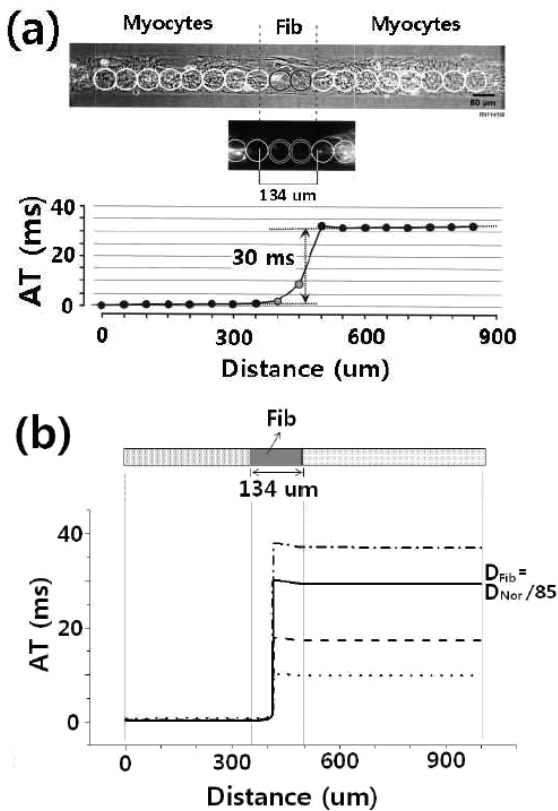 (a)
Myocytes Fib Myocytes
50 μm
134 um
AT (ms)
40
20
0
30 ms
0 300 600 900
Distance (um)
(b)
Fib
134 um
AT (ms)
40
20
0
DFib =
DNor /85
0 300 600 900
Distance (um)